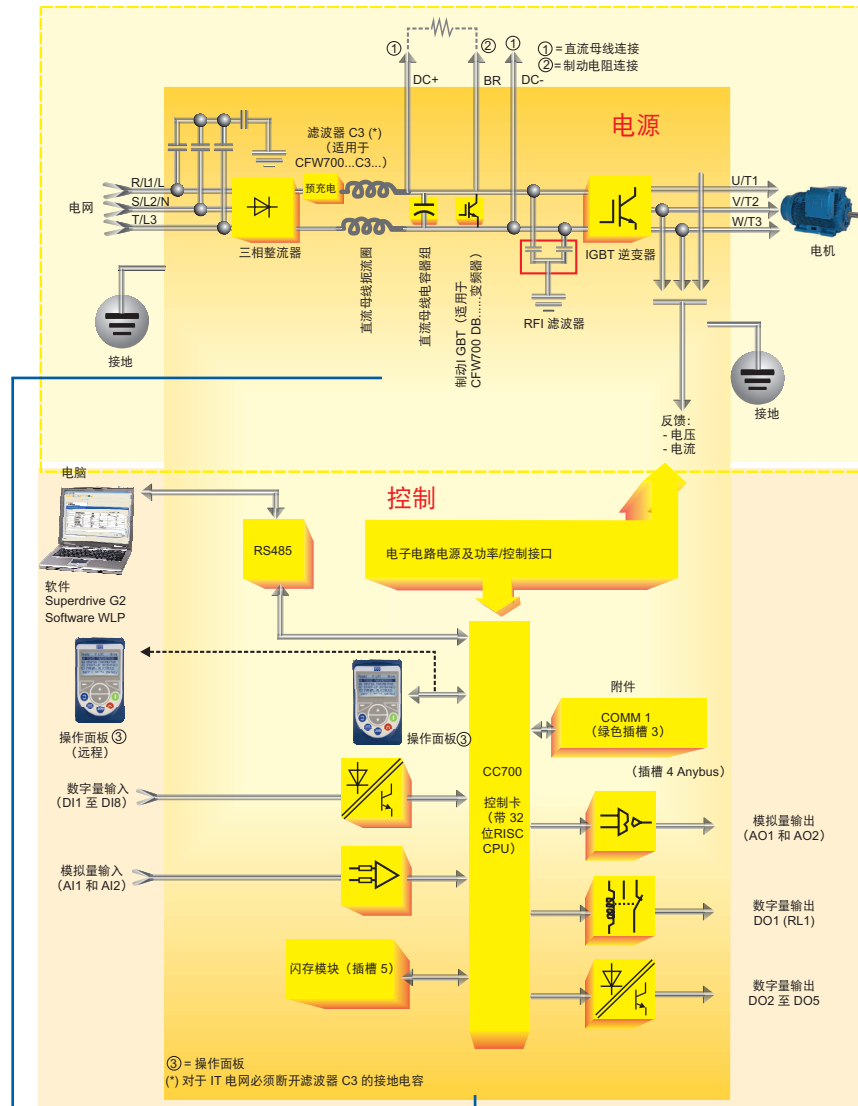 ①
②
①
①=直流母线连接
②=制动电阻连接
DC+
BR
DC-
电源
滤波器 C3 (*)
（适用于
CFW700...C3...）
R/L1/L
S/L2/N
T/L3
电网
预充电
三相整流器
直流母线扼流圈
直流母线电容器组
制动I GBT（适用于
CFW700 DB......变频器）
RFI 滤波器
IGBT 逆变器
U/T1
V/T2
W/T3
电机
接地
接地
反馈:
- 电压
- 电流
电脑
控制
RS485
电子电路电源及功率/控制接口
软件
Superdrive G2
Software WLP
操作面板③
（远程）
操作面板③
附件
COMM 1
（绿色插槽 3）
（插槽 4 Anybus）
CC700
控制卡
（带 32
位RISC
CPU）
数字量输入
（DI1 至 DI8）
模拟量输入
（AI1 和 AI2）
闪存模块（插槽 5）
模拟量输出
（AO1 和 AO2）
数字量输出
DO1 (RL1)
数字量输出
DO2 至 DO5
③ = 操作面板
(*) 对于 IT 电网必须断开滤波器 C3 的接地电容